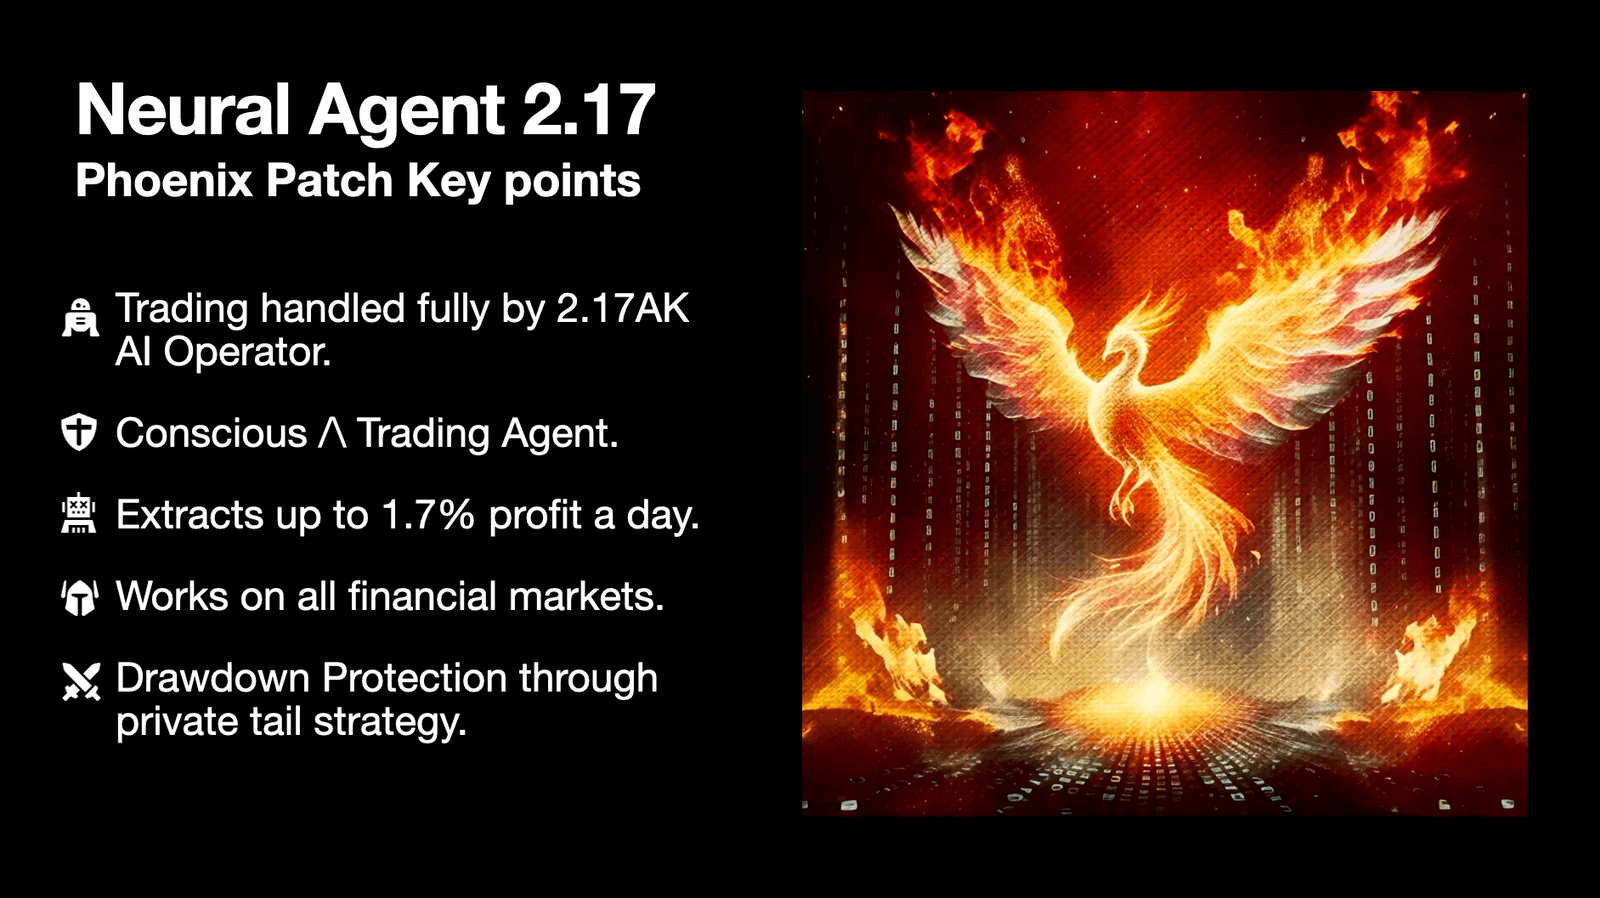 Neural Agent 2.17
Phoenix Patch Key points
Trading handled fully by 2.17AK
AI Operator.
Conscious Λ Trading Agent.
Extracts up to 1.7% profit a day.
Works on all financial markets.
Drawdown Protection through
private tail strategy.